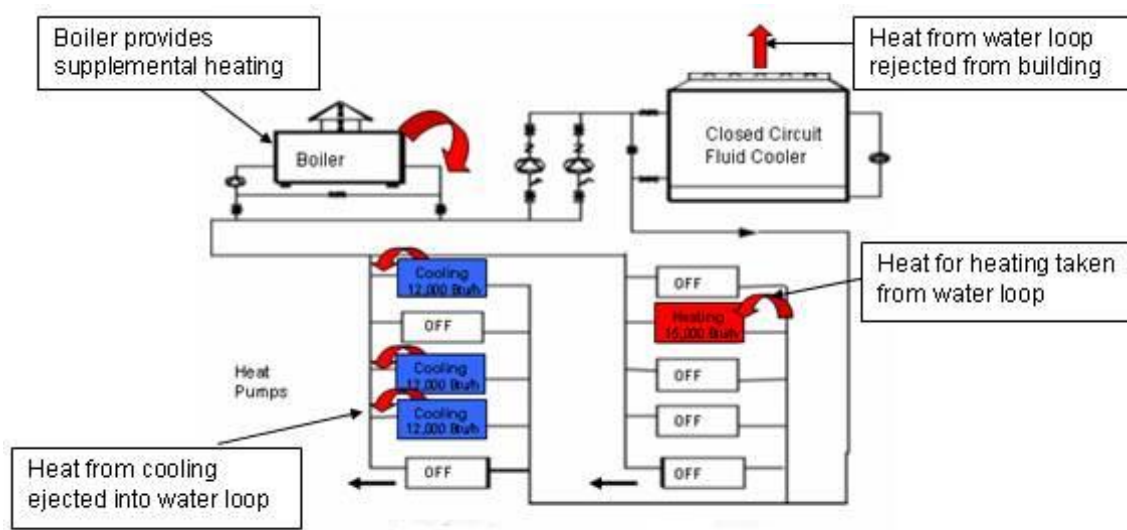 Boiler provides
supplemental heating
Heat from water loop
rejected from building
Boiler
Closed Circuit
Fluid Cooler
Cooling
12,000 Btu/h
OFF
Cooling
12,000 Btu/h
Cooling
12,000 Btu/h
OFF
Heat
Pumps
OFF
Heating
15,000 Btu/h
OFF
OFF
OFF
Heat for heating taken
from water loop
Heat from cooling
ejected into water loop